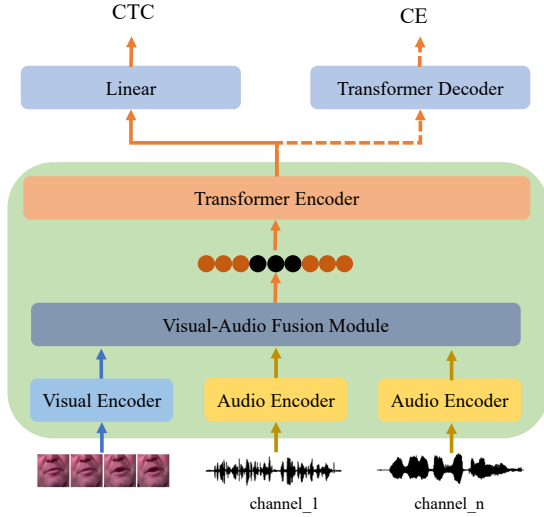 CTC
CE
Linear
Transformer Decoder
Transformer Encoder
Visual-Audio Fusion Module
Visual Encoder
Audio Encoder
Audio Encoder
channel_1
channel_n